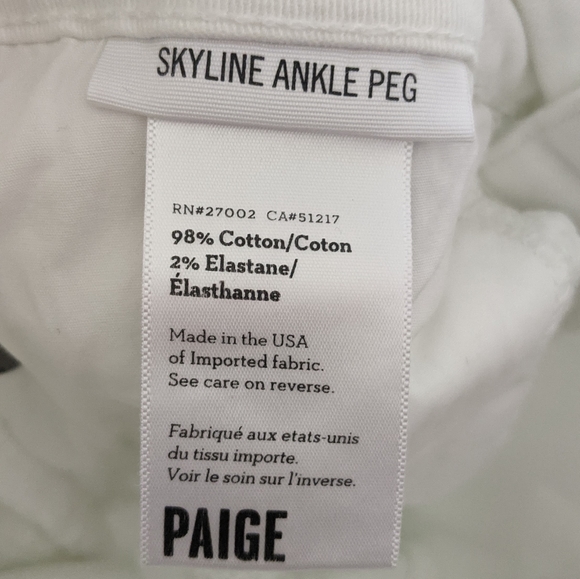 SKYLINE ANKLE PEG
RN#27002 CA#51217
98% Cotton/Coton
2% Elastane/
Élasthanne
Made in the USA
of Imported fabric.
See care on reverse.
Fabriqué aux etats-unis
du tissu importe.
Voir le soin sur l'inverse.
PAIGE